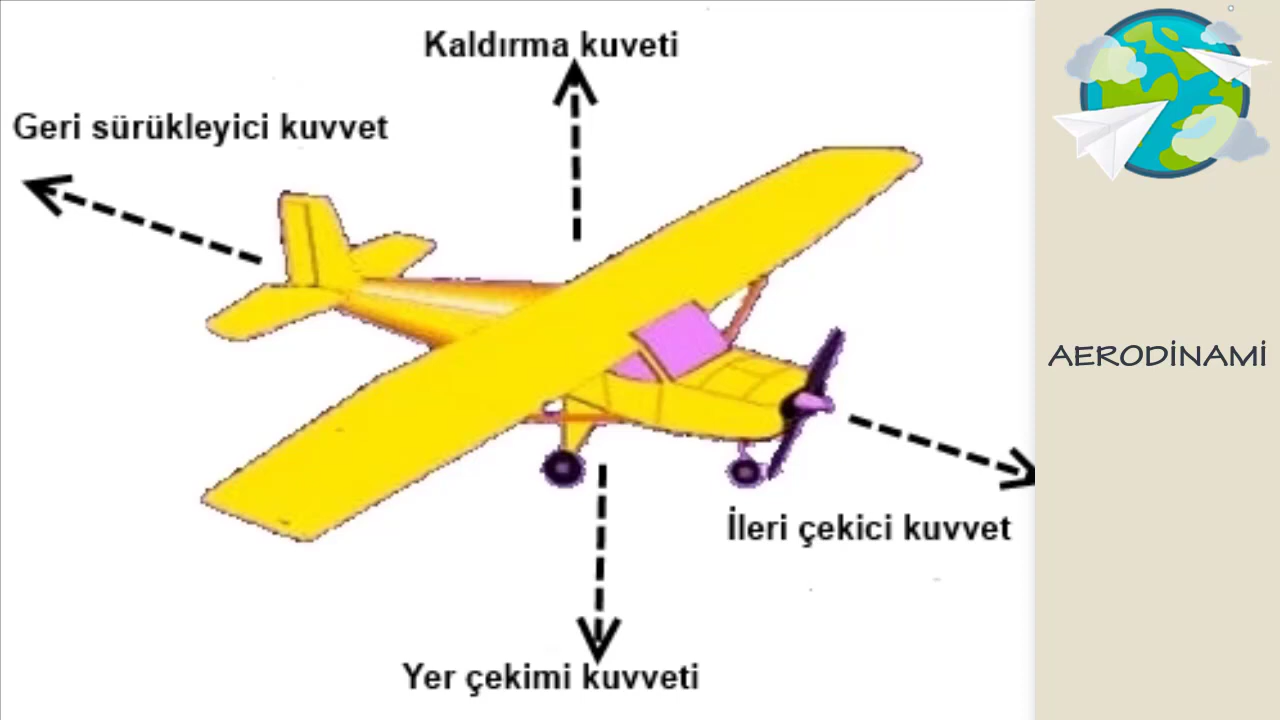 Kaldırma kuveti
Geri sürükleyici kuvvet
AERODİNAMİ
İleri çekici kuvvet
Yer çekimi kuvveti